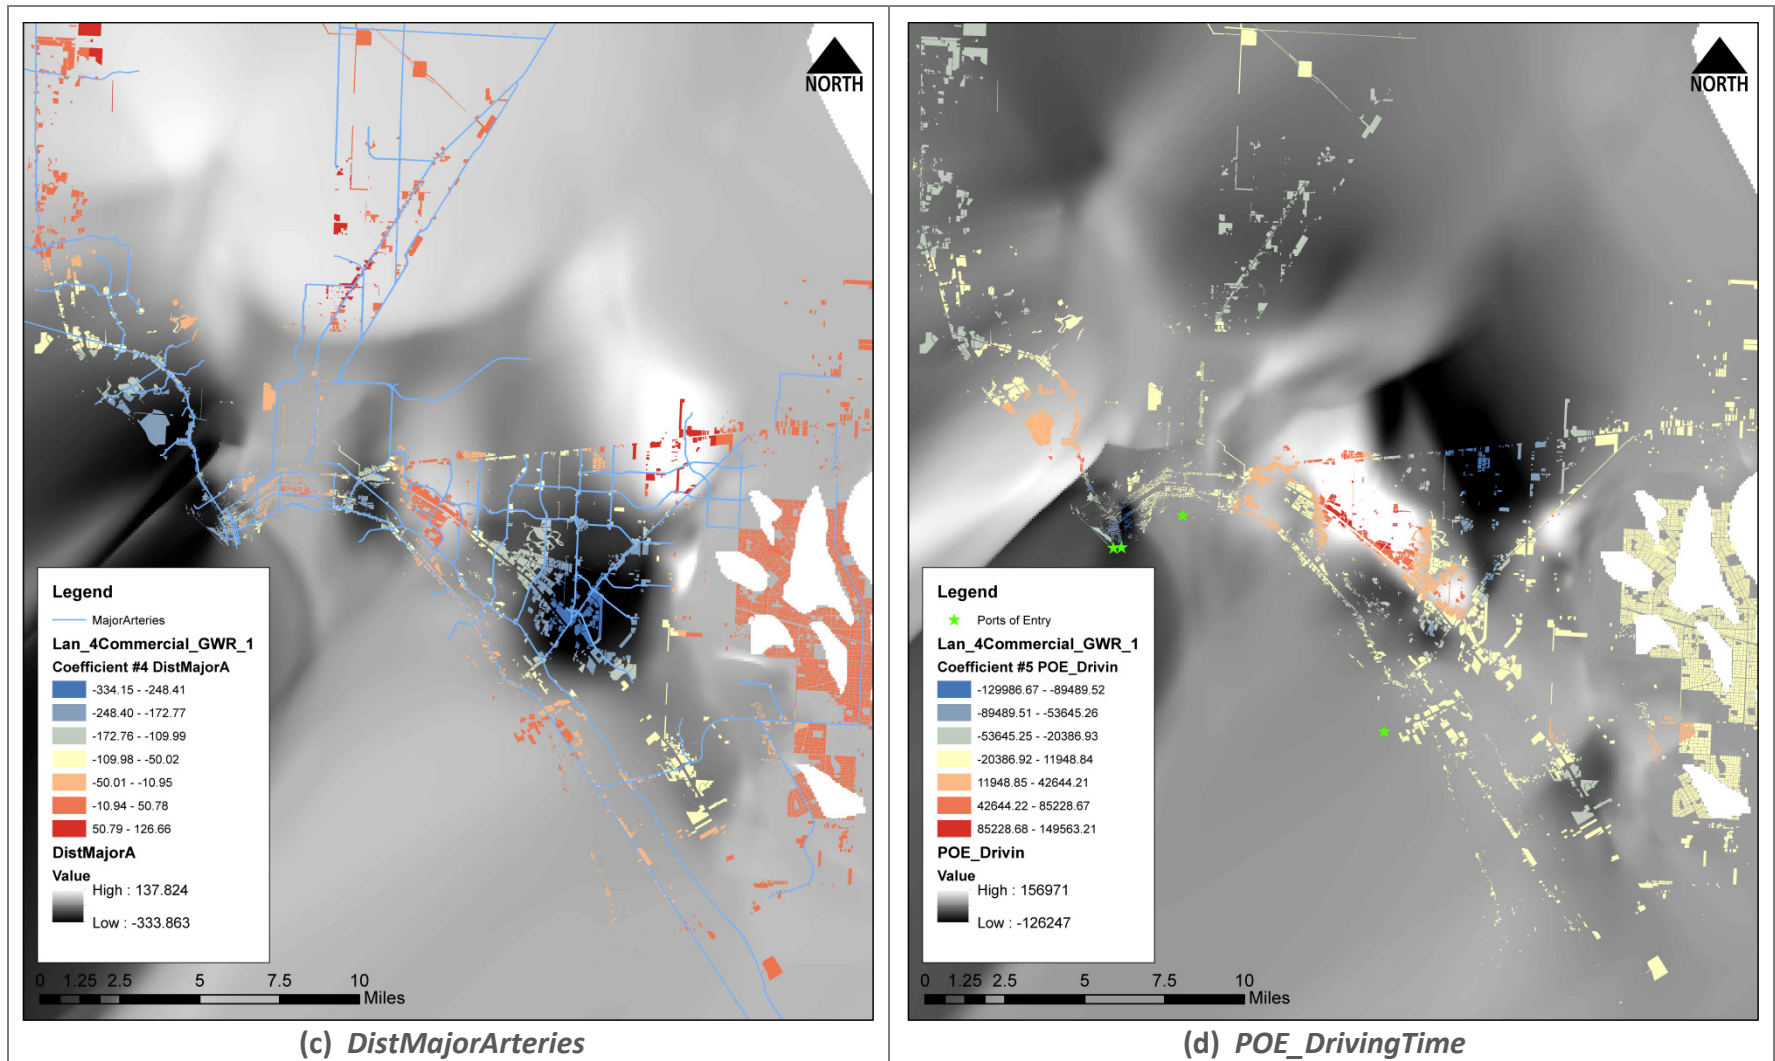 NORTH
Legend
MajorArteries
Lan_4Commercial_GWR_1
Coefficient #4 DistMajorA
-334.15 - -248.41
-248.40 - -172.77
-172.76 - -109.99
-109.98 - -50.02
-50.01 - -10.95
-10.94 - 50.78
50.79 - 126.66
DistMajorA
Value
High : 137.824
Low : -333.863
0 1.25 2.5 5 7.5 10
Miles
(c) DistMajorArteries
NORTH
Legend
Ports of Entry
Lan_4Commercial_GWR_1
Coefficient #5 POE_Drivin
-129986.67 - -89489.52
-89489.51 - -53645.26
-53645.25 - -20386.93
-20386.92 - 11948.84
11948.85 - 42644.21
42644.22 - 85228.67
85228.68 - 149563.21
POE_Drivin
Value
High : 156971
Low : -126247
0 1.25 2.5 5 7.5 10
Miles
(d) POE_DrivingTime